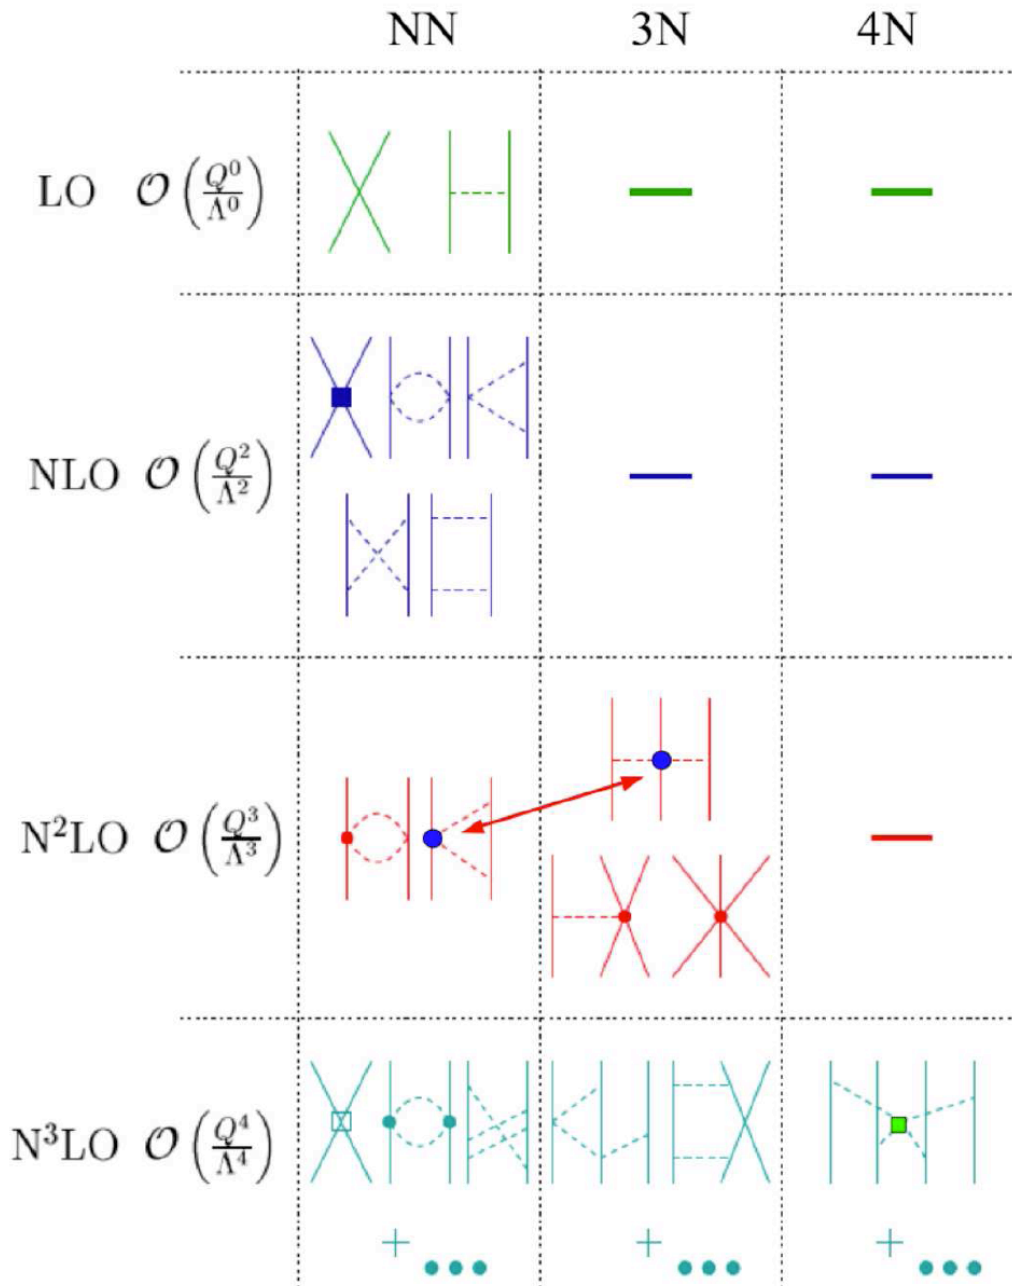 NN 3N 4N
LO 𝒪(Q⁰/Λ⁰)
NLO 𝒪(Q²/Λ²)
N²LO 𝒪(Q³/Λ³)
N³LO 𝒪(Q⁴/Λ⁴)
+ ••• + ••• + •••